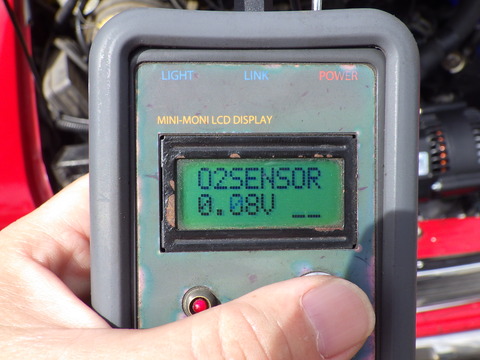 LIGHT LINK POWER
MINI-MONI LCD DISPLAY
O2SENSOR
0.08V __